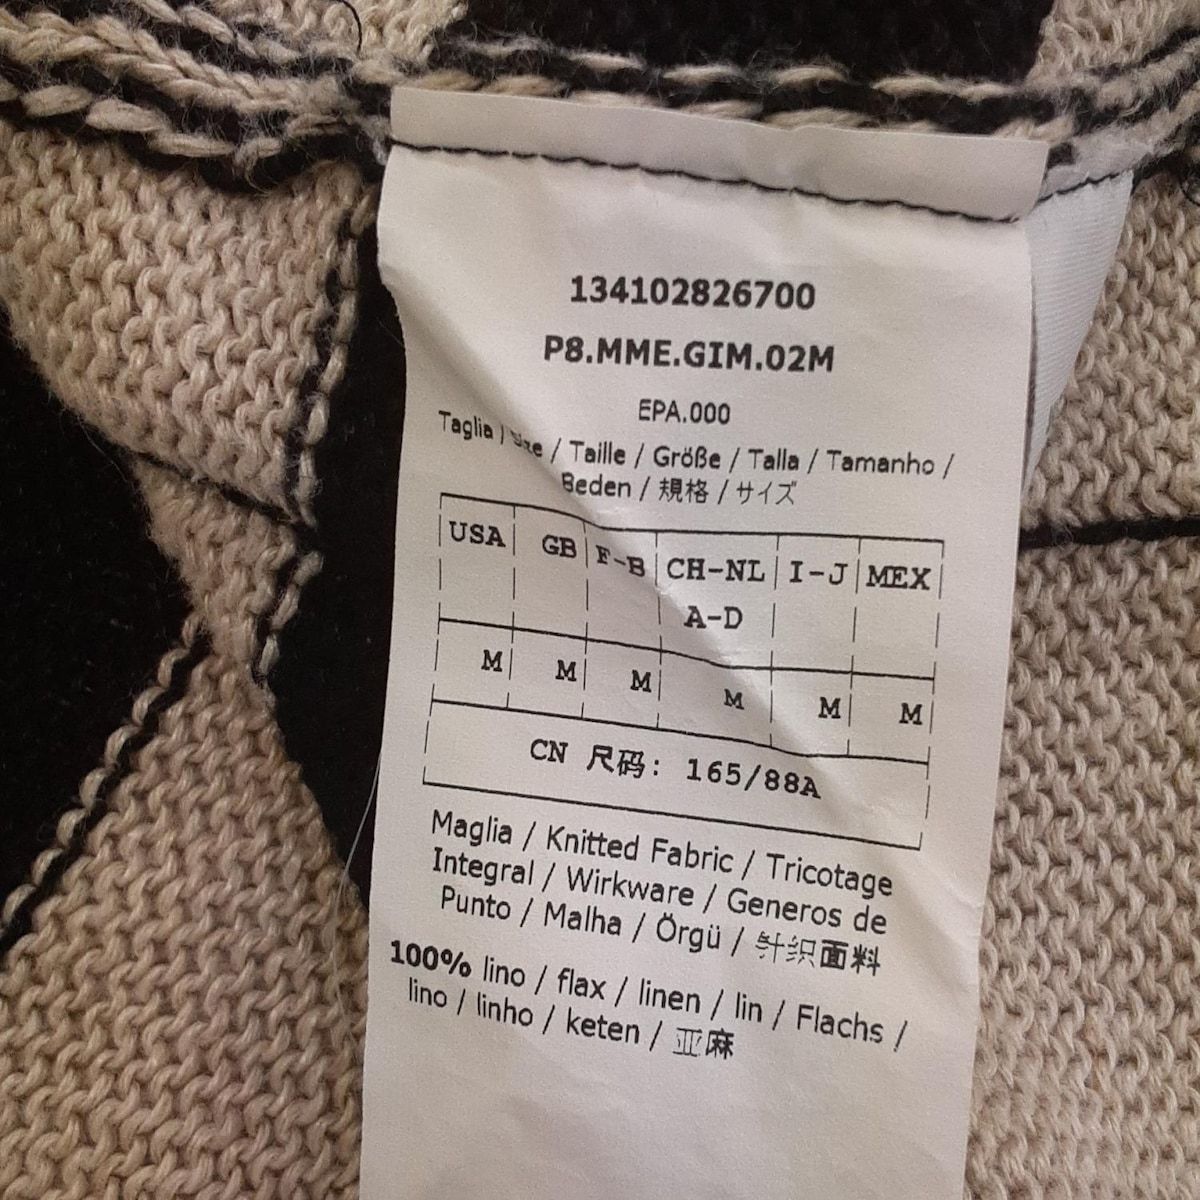 134102826700
P8.MME.GIM.02M
EPA.000
Taglia / Size / Taille / Größe / Talla / Tamanho /
Beden / 規格 / サイズ
USA GB F-B CH-NL I-J MEX
A-D
M M M M M M
CN 尺码: 165/88A
Maglia / Knitted Fabric / Tricotage
Integral / Wirkware / Generos de
Punto / Malha / Örgü / 针织面料
100% lino / flax / linen / lin / Flachs /
lino / linho / keten / 亚麻